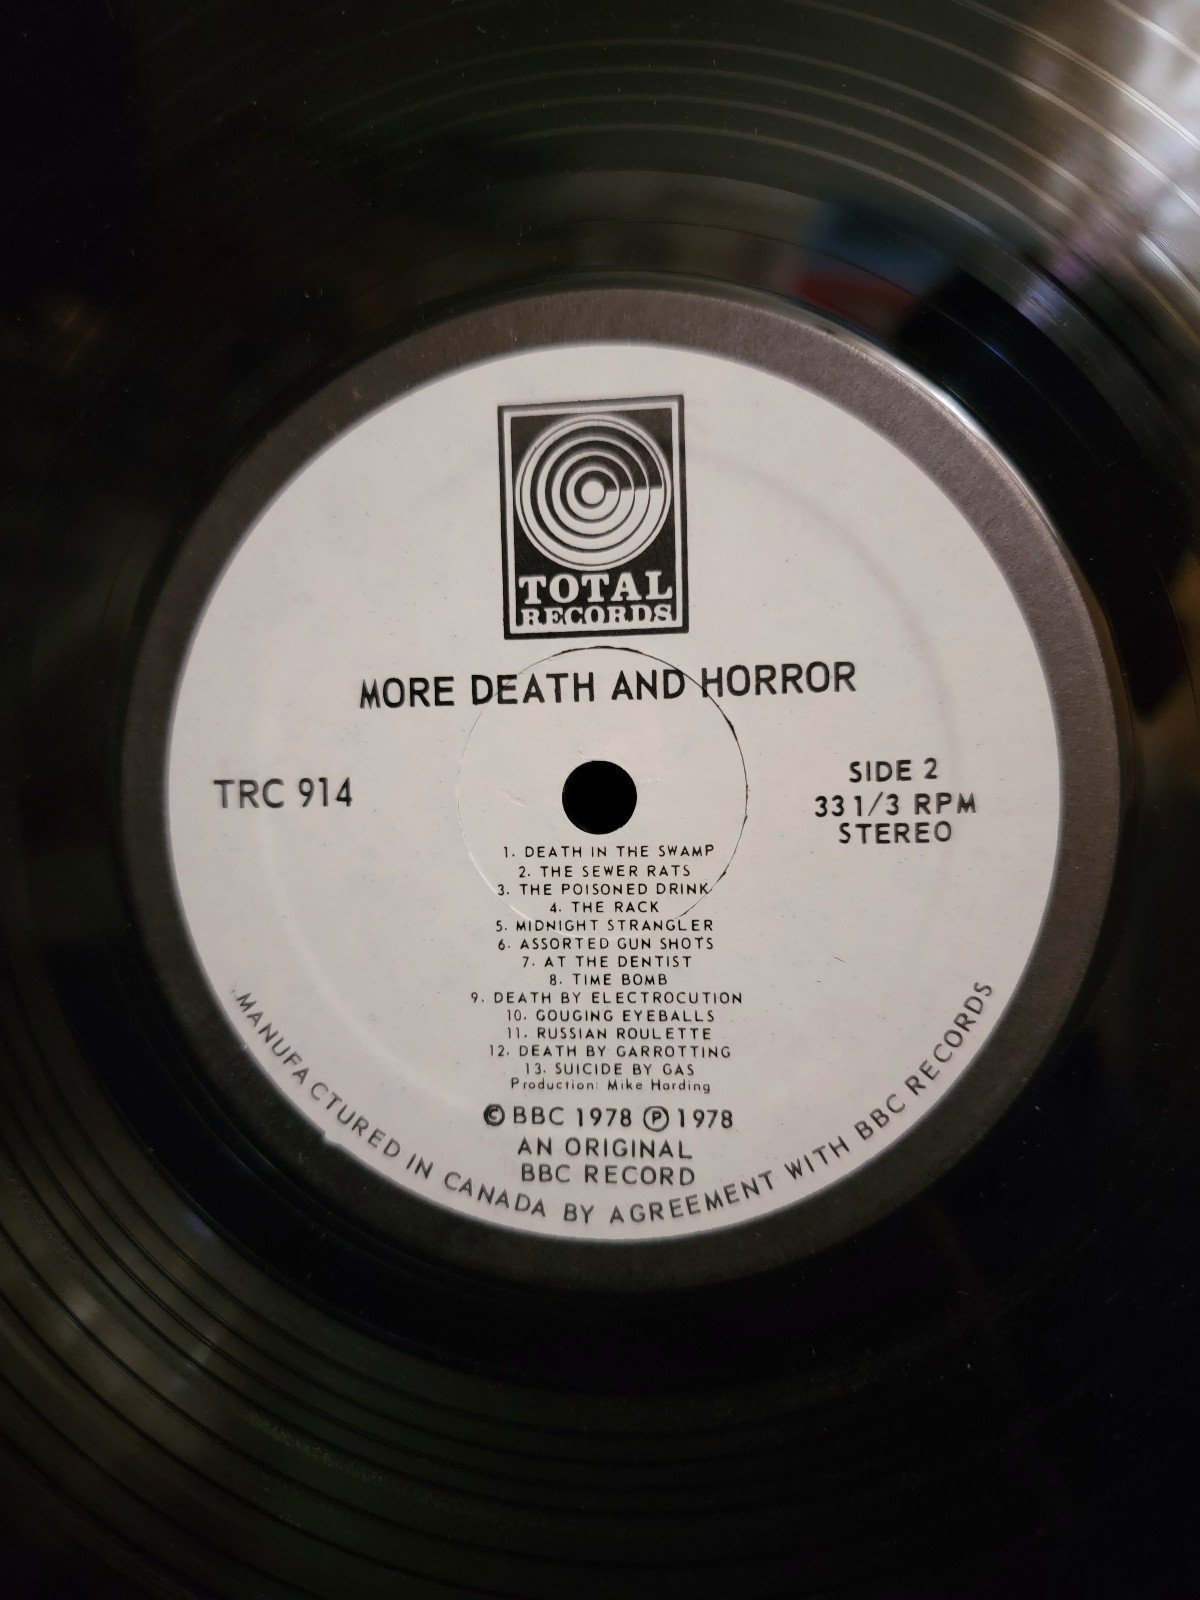 TOTAL
RECORDS
MORE DEATH AND HORROR
TRC 914
SIDE 2
33 1/3 RPM
STEREO
1. DEATH IN THE SWAMP
2. THE SEWER RATS
3. THE POISONED DRINK
4. THE RACK
5. MIDNIGHT STRANGLER
6. ASSORTED GUN SHOTS
7. AT THE DENTIST
8. TIME BOMB
9. DEATH BY ELECTROCUTION
10. GOUGING EYEBALLS
11. RUSSIAN ROULETTE
12. DEATH BY GARROTTING
13. SUICIDE BY GAS
Production: Mike Harding
© BBC 1978 ℗ 1978
AN ORIGINAL
BBC RECORD
MANUFACTURED IN CANADA BY AGREEMENT WITH BBC RECORDS